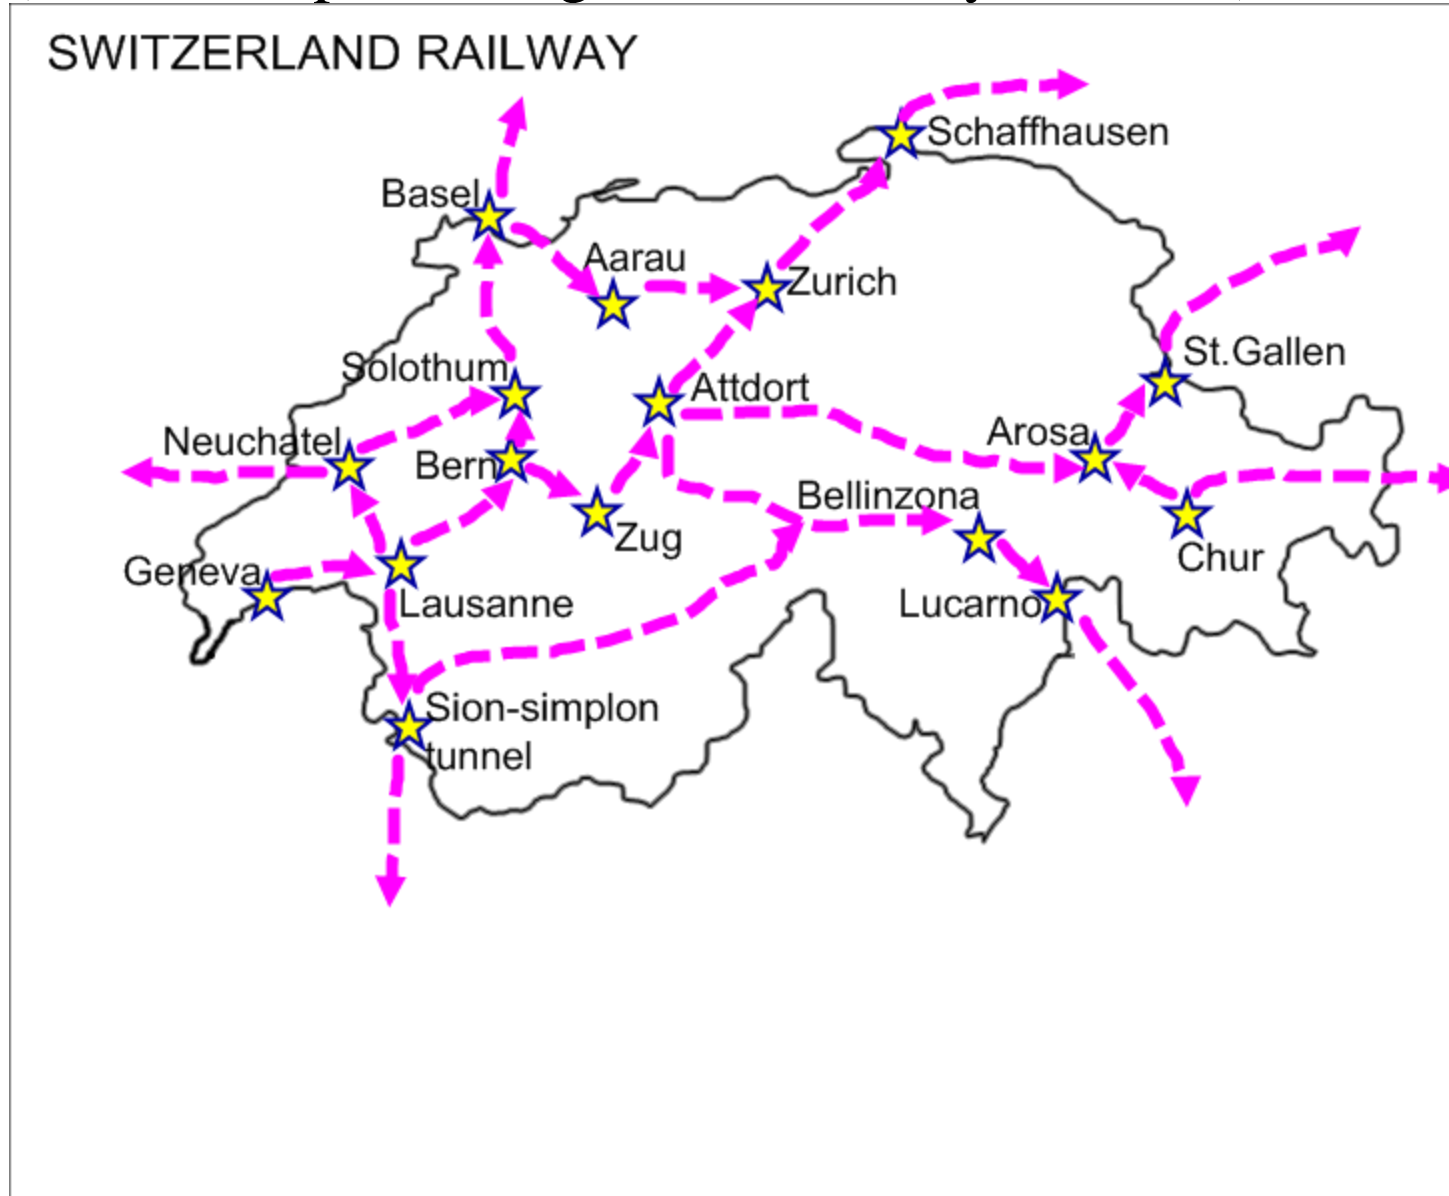 SWITZERLAND RAILWAY
Schaffhausen
Basel
Aarau
Zurich
Solothum
St.Gallen
Attdort
Neuchatel
Arosa
Bern
Bellinzona
Zug
Chur
Geneva
Lausanne
Lucarno
Sion-simplon
tunnel